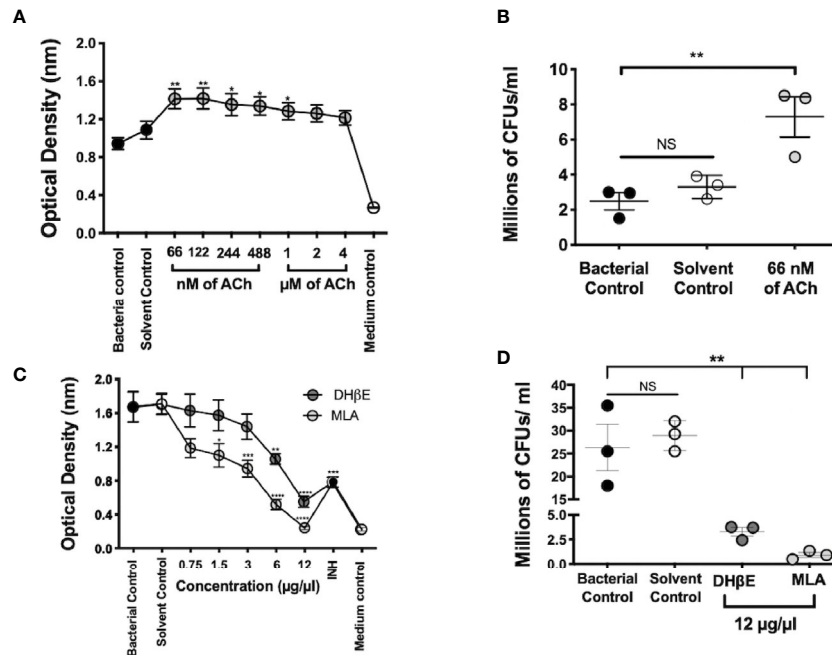 A
Optical Density (nm)
2.0
1.6
1.2
0.8
0.4
0.0
** ** * * *
Bacteria control
Solvent Control
66 122 244 488 1 2 4
nM of ACh
µM of ACh
Medium control
B
Millions of CFUs/ml
10
8
6
4
2
0
**
NS
Bacterial Control
Solvent Control
66 nM of ACh
C
Optical Density (nm)
2.0
1.6
1.2
0.8
0.4
0.0
DHβE
MLA
* *** ** **** **** **** ***
Bacterial Control
Solvent Control
0.75
1.5
3
6
12
INH
Medium control
Concentration (µg/µl)
D
Millions of CFUs/ ml
40
35
30
25
20
15
10
5.0
2.5
0.0
**
NS
Bacterial Control
Solvent Control
DHβE
MLA
12 µg/µl